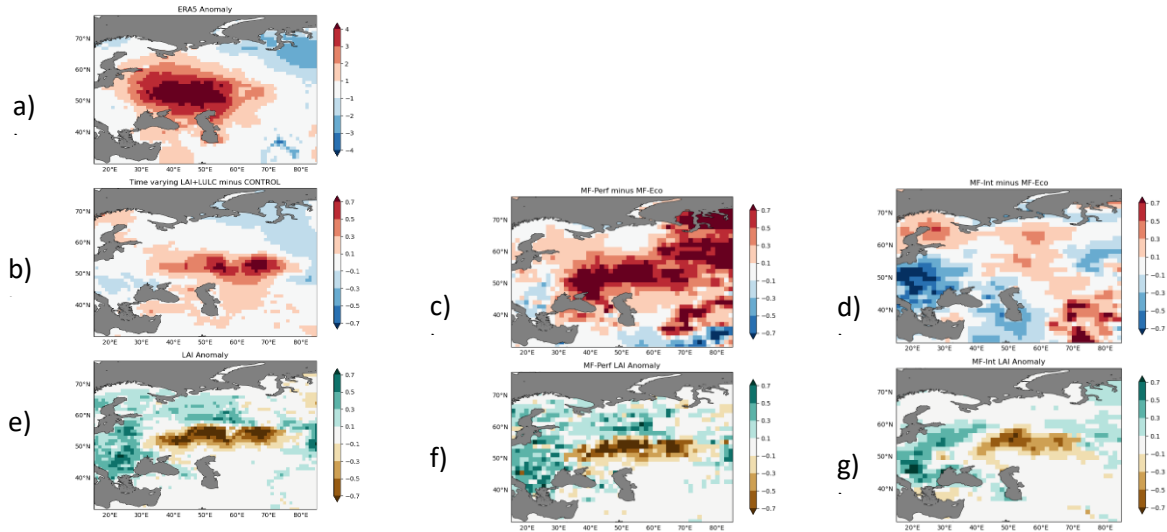 ERA5 Anomaly
a)
70°N
60°N
50°N
40°N
20°E 30°E 40°E 50°E 60°E 70°E 80°E
4
3
2
1
−1
−2
−3
−4
Time varying LAI+LULC minus CONTROL
b)
70°N
60°N
50°N
40°N
20°E 30°E 40°E 50°E 60°E 70°E 80°E
0.7
0.5
0.3
0.1
−0.1
−0.3
−0.5
−0.7
MF-Perf minus MF-Eco
c)
70°N
60°N
50°N
40°N
20°E 30°E 40°E 50°E 60°E 70°E 80°E
0.7
0.5
0.3
0.1
−0.1
−0.3
−0.5
−0.7
MF-Int minus MF-Eco
d)
70°N
60°N
50°N
40°N
20°E 30°E 40°E 50°E 60°E 70°E 80°E
0.7
0.5
0.3
0.1
−0.1
−0.3
−0.5
−0.7
LAI Anomaly
e)
70°N
60°N
50°N
40°N
20°E 30°E 40°E 50°E 60°E 70°E 80°E
0.7
0.5
0.3
0.1
−0.1
−0.3
−0.5
−0.7
MF-Perf LAI Anomaly
f)
70°N
60°N
50°N
40°N
20°E 30°E 40°E 50°E 60°E 70°E 80°E
0.7
0.5
0.3
0.1
−0.1
−0.3
−0.5
−0.7
MF-Int LAI Anomaly
g)
70°N
60°N
50°N
40°N
20°E 30°E 40°E 50°E 60°E 70°E 80°E
0.7
0.5
0.3
0.1
−0.1
−0.3
−0.5
−0.7